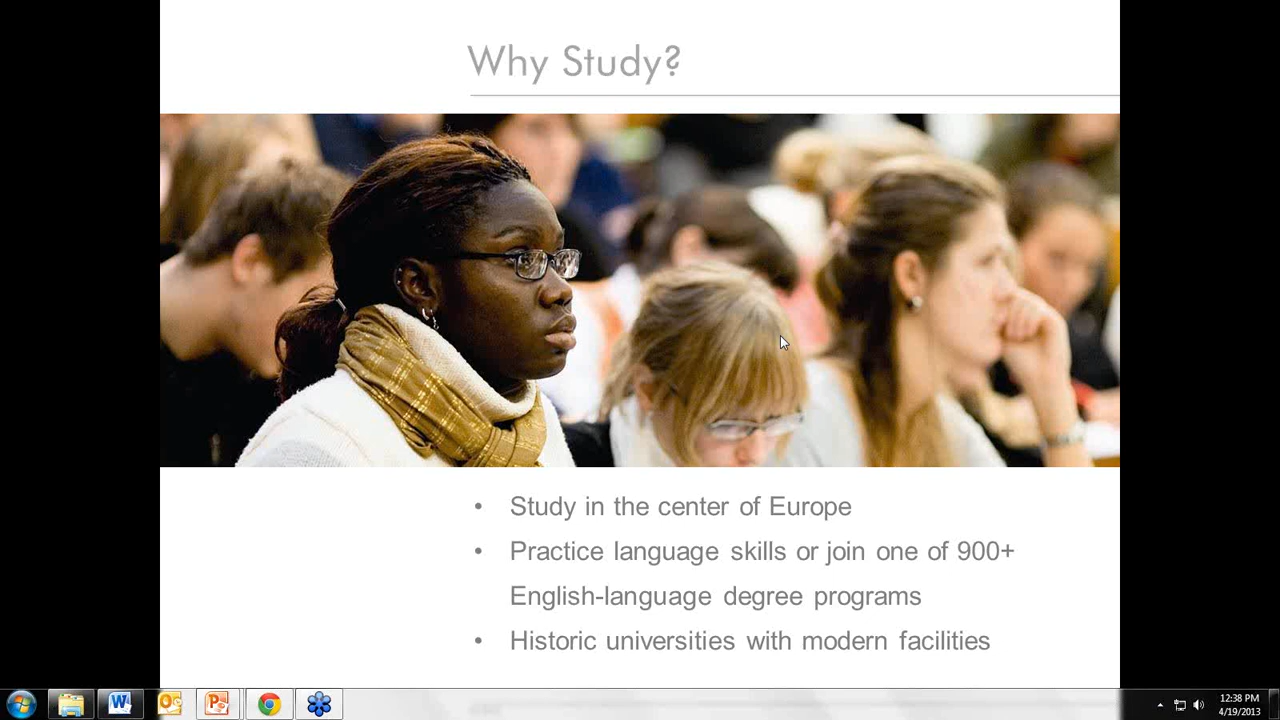 Why Study?
• Study in the center of Europe
• Practice language skills or join one of 900+
English-language degree programs
• Historic universities with modern facilities
12:38 PM
4/19/2013